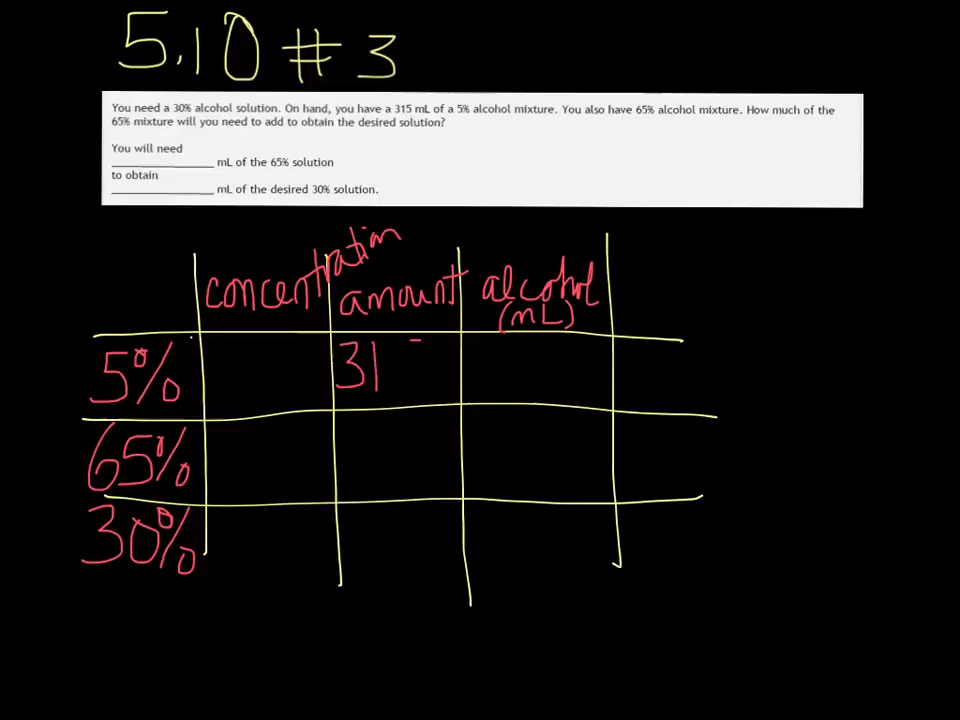 5.10 #3
You need a 30% alcohol solution. On hand, you have a 315 mL of a 5% alcohol mixture. You also have 65% alcohol mixture. How much of the
65% mixture will you need to add to obtain the desired solution?
You will need
____________ mL of the 65% solution
to obtain
____________ mL of the desired 30% solution.
concentration amount alcohol
(mL)
5% 31
65%
30%